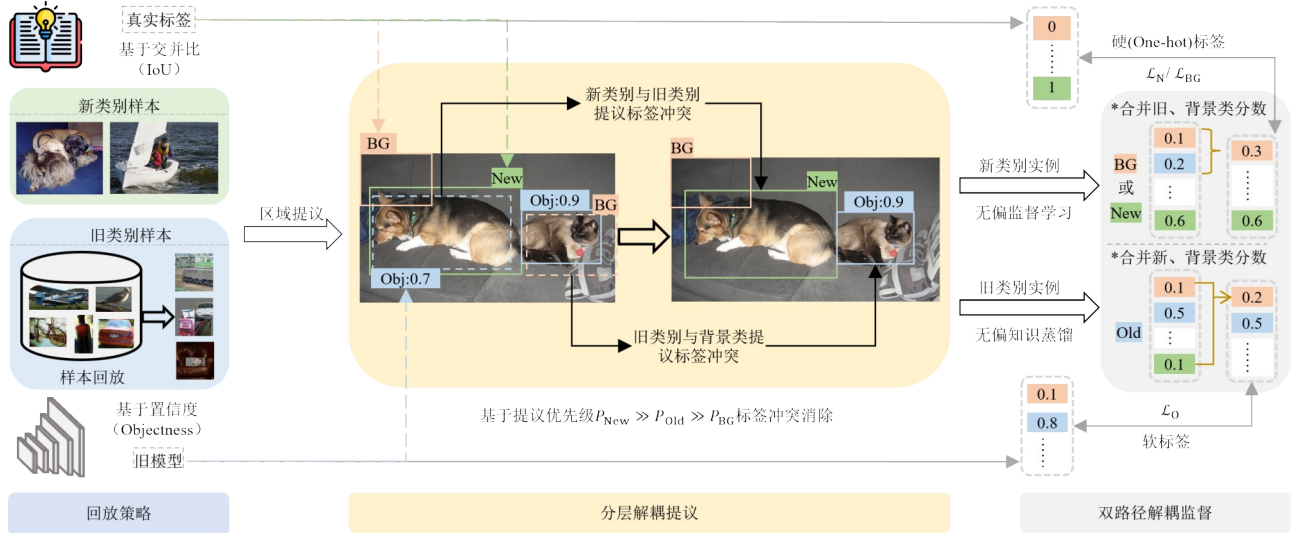 真实标签
基于交并比
(IoU)
新类别样本
旧类别样本
样本回放
基于置信度
(Objectness)
旧模型
回放策略
区域提议
新类别与旧类别
提议标签冲突
BG
New
Obj:0.9
BG
Obj:0.7
BG
New
Obj:0.9
旧类别与背景类提
议标签冲突
基于提议优先级P_New ≫ P_Old ≫ P_BG标签冲突消除
分层解耦提议
新类别实例
无偏监督学习
旧类别实例
无偏知识蒸馏
0
1
硬(One-hot)标签
ℒ_N/ ℒ_BG
*合并旧、背景类分数
BG
或
New
0.1
0.2
0.6
0.3
0.6
*合并新、背景类分数
Old
0.1
0.5
0.1
0.2
0.5
0.1
0.8
ℒ_O
软标签
双路径解耦监督